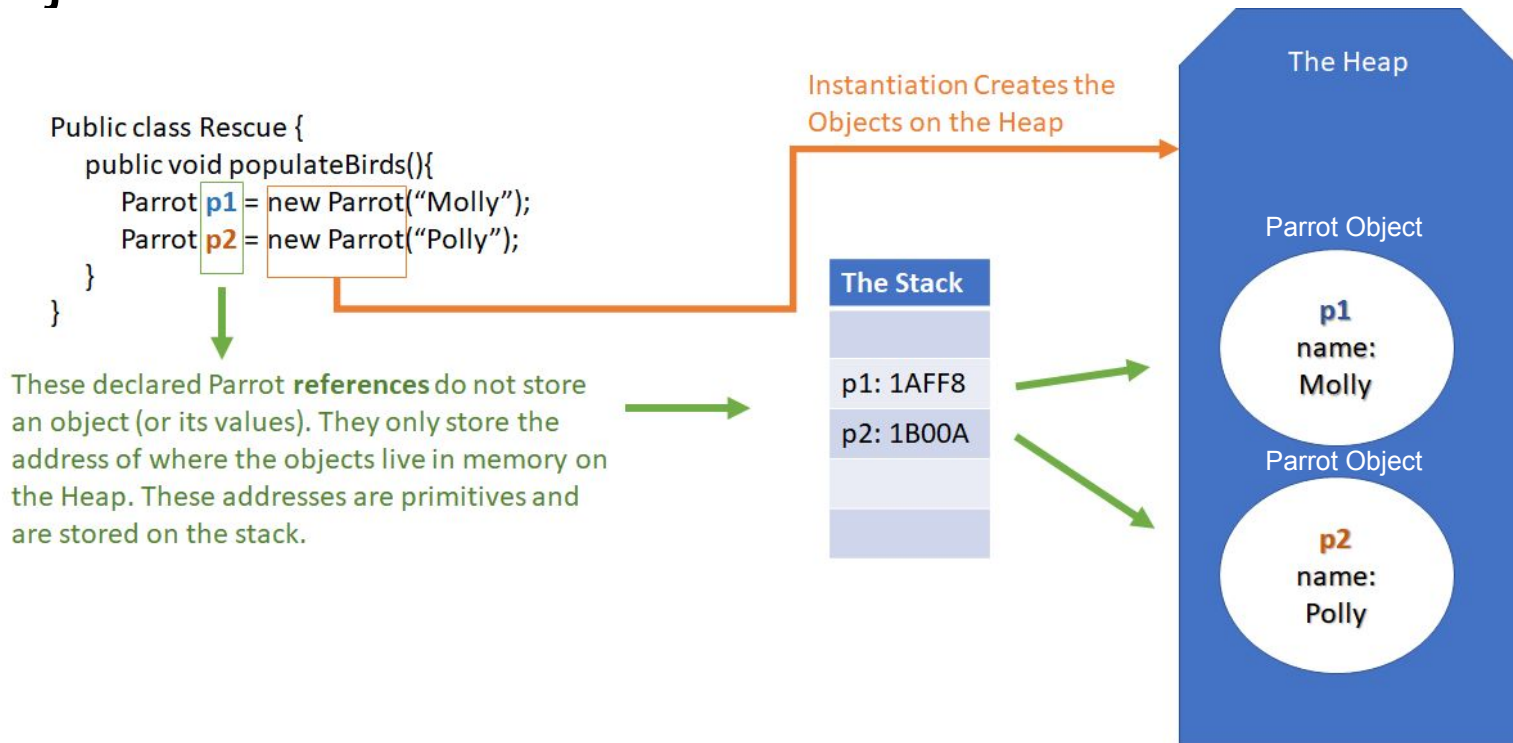 Public class Rescue {
public void populateBirds(){
Parrot p1 = new Parrot(“Molly”);
Parrot p2 = new Parrot(“Polly”);
}
}
These declared Parrot references do not store
an object (or its values). They only store the
address of where the objects live in memory on
the Heap. These addresses are primitives and
are stored on the stack.
Instantiation Creates the
Objects on the Heap
The Stack
p1: 1AFF8
p2: 1B00A
The Heap
Parrot Object
p1
name:
Molly
Parrot Object
p2
name:
Polly